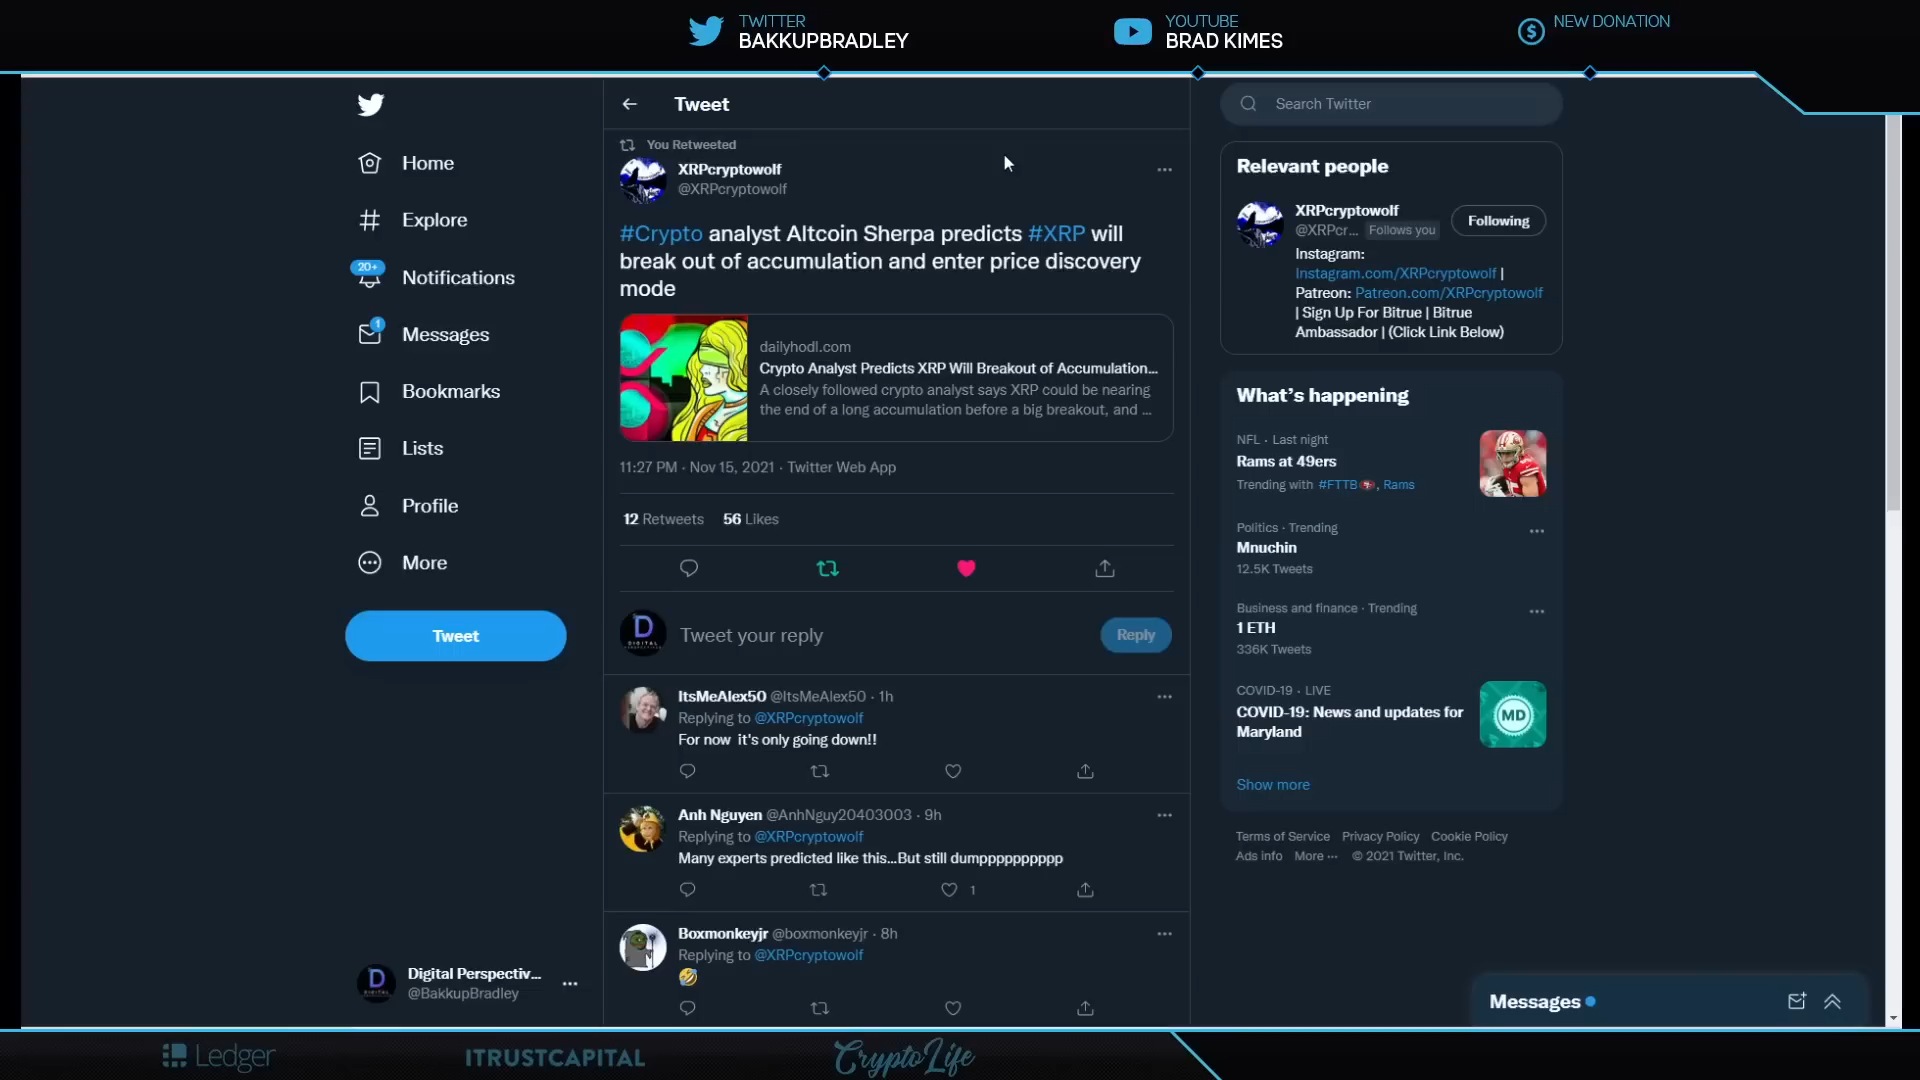 TWITTER
BAKKUPBRADLEY
YOUTUBE
BRAD KIMES
NEW DONATION
Home
Explore
20+
Notifications
1
Messages
Bookmarks
Lists
Profile
More
Tweet
Digital Perspectiv...
@BakkupBradley
Tweet
You Retweeted
XRPcryptowolf
@XRPcryptowolf
#Crypto analyst Altcoin Sherpa predicts #XRP will
break out of accumulation and enter price discovery
mode
dailyhodl.com
Crypto Analyst Predicts XRP Will Breakout of Accumulation...
A closely followed crypto analyst says XRP could be nearing
the end of a long accumulation before a big breakout, and ...
11:27 PM · Nov 15, 2021 · Twitter Web App
12 Retweets 56 Likes
D
DIGITAL
Tweet your reply
Reply
ItsMeAlex50 @ItsMeAlex50 · 1h
Replying to @XRPcryptowolf
For now it's only going down!!
Anh Nguyen @AnhNguy20403003 · 9h
Replying to @XRPcryptowolf
Many experts predicted like this...But still dumpppppppppp
1
Boxmonkeyjr @boxmonkeyjr · 8h
Replying to @XRPcryptowolf
🤣
Search Twitter
Relevant people
XRPcryptowolf
@XRPcr... Follows you
Following
Instagram:
Instagram.com/XRPcryptowolf |
Patreon: Patreon.com/XRPcryptowolf
| Sign Up For Bitrue | Bitrue
Ambassador | (Click Link Below)
What's happening
NFL · Last night
Rams at 49ers
Trending with #FTTB, Rams
Politics · Trending
Mnuchin
12.5K Tweets
Business and finance · Trending
1 ETH
336K Tweets
COVID-19 · LIVE
COVID-19: News and updates for
Maryland
MD
Show more
Terms of Service Privacy Policy Cookie Policy
Ads info More ··· © 2021 Twitter, Inc.
Messages
Ledger
ITRUSTCAPITAL
CryptoLife